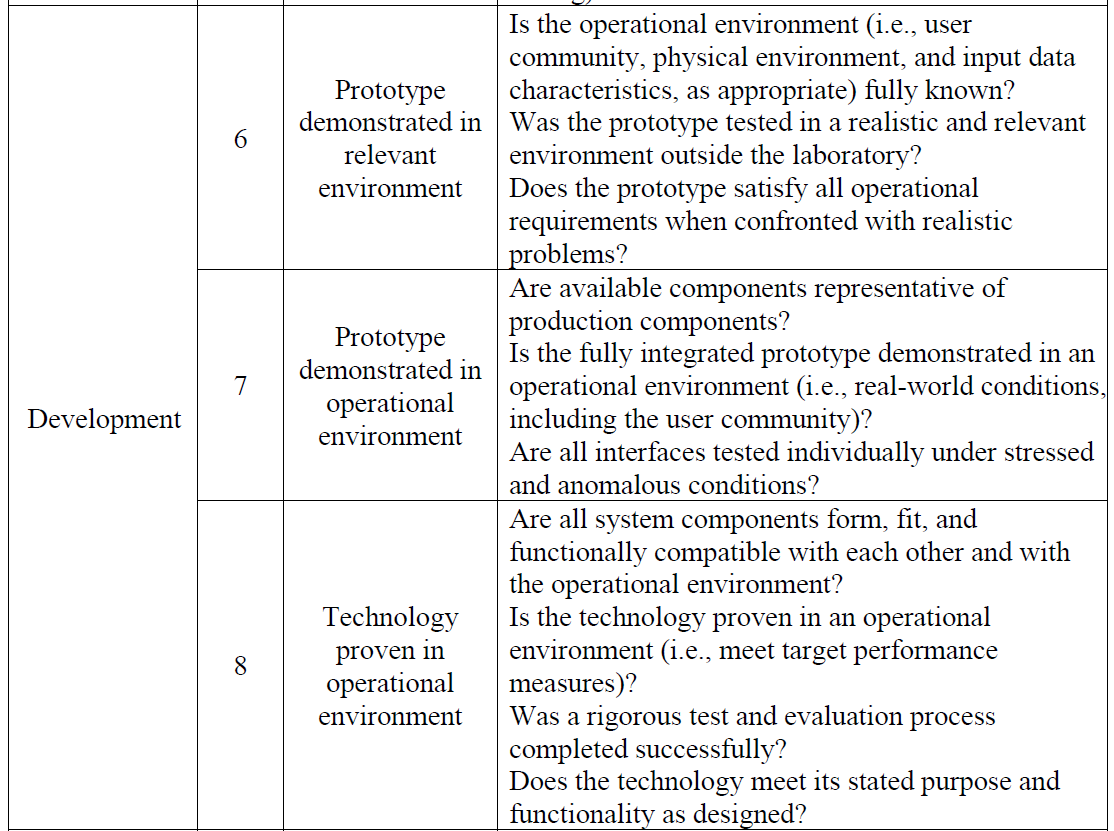 Development
6
Prototype
demonstrated in
relevant
environment
Is the operational environment (i.e., user
community, physical environment, and input data
characteristics, as appropriate) fully known?
Was the prototype tested in a realistic and relevant
environment outside the laboratory?
Does the prototype satisfy all operational
requirements when confronted with realistic
problems?
7
Prototype
demonstrated in
operational
environment
Are available components representative of
production components?
Is the fully integrated prototype demonstrated in an
operational environment (i.e., real-world conditions,
including the user community)?
Are all interfaces tested individually under stressed
and anomalous conditions?
8
Technology
proven in
operational
environment
Are all system components form, fit, and
functionally compatible with each other and with
the operational environment?
Is the technology proven in an operational
environment (i.e., meet target performance
measures)?
Was a rigorous test and evaluation process
completed successfully?
Does the technology meet its stated purpose and
functionality as designed?